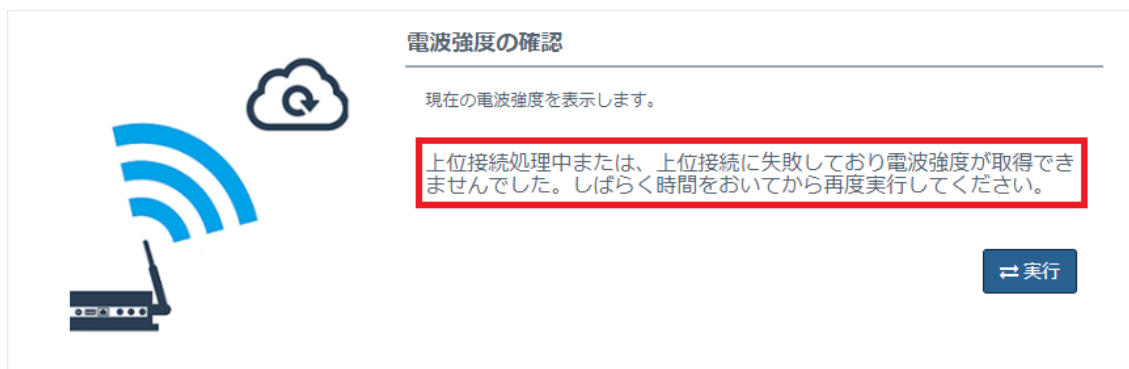 電波強度の確認
現在の電波強度を表示します。
上位接続処理中または、上位接続に失敗しており電波強度が取得でき
ませんでした。しばらく時間をおいてから再度実行してください。
実行